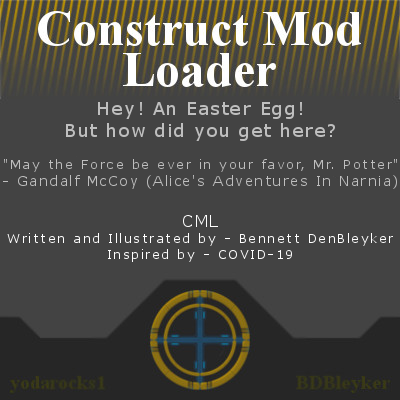 Construct Mod
Loader
Hey! An Easter Egg!
But how did you get here?
"May the Force be ever in your favor, Mr. Potter"
- Gandalf McCoy (Alice's Adventures In Narnia)
CML
Written and Illustrated by - Bennett DenBleyker
Inspired by - COVID-19
yodarocks1 BDBleyker